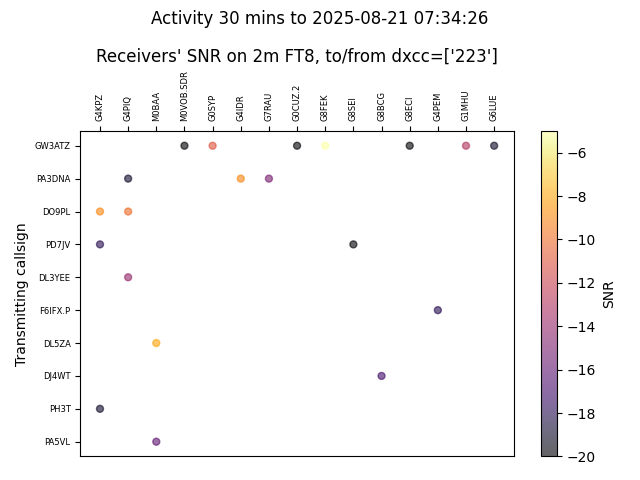 Activity 30 mins to 2025-08-21 07:34:26
Receivers' SNR on 2m FT8, to/from dxcc=['223']
G4KPZ G4PIQ M0BAA M0VOB.SDR G0SYP G4IDR G7RAU G0CUZ.2 G8FEK G8SEI G8BCG G8ECI G4PEM G1MHU G6LUE
GW3ATZ
PA3DNA
DO9PL
PD7JV
DL3YEE
F6IFX.P
DL5ZA
DJ4WT
PH3T
PA5VL
Transmitting callsign
−6
−8
−10
−12
−14
−16
−18
−20
SNR